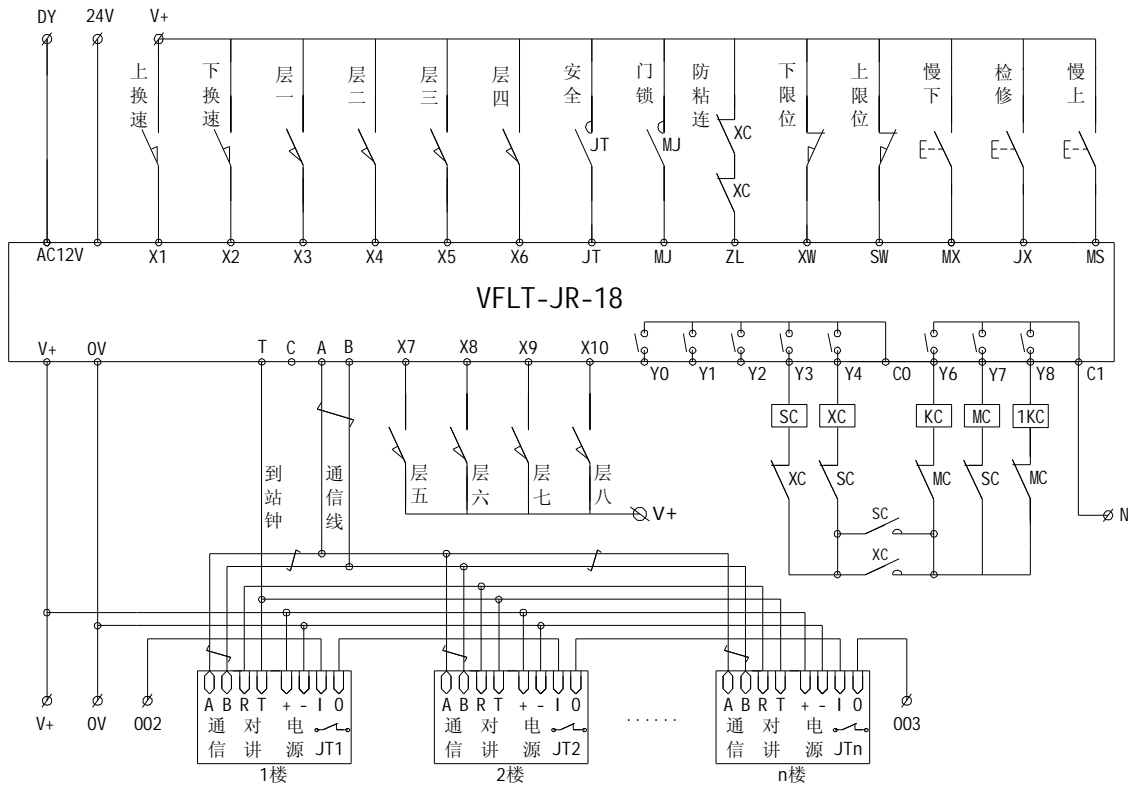 DY 24V V+
上换速 下换速 层一 层二 层三 层四 安全 门锁 防粘连 下限位 上限位 慢下 检修 慢上
JT MJ XC
XC
AC12V X1 X2 X3 X4 X5 X6 JT MJ ZL XW SW MX JX MS
VFLT-JR-18
V+ 0V T C A B X7 X8 X9 X10
Y0 Y1 Y2 Y3 Y4 C0 Y6 Y7 Y8 C1
SC XC KC MC 1KC
到站钟 通信线 层五 层六 层七 层八
XC SC MC SC MC
V+
SC
N
XC
A B R T + - I O
A B R T + - I O
A B R T + - I O
V+ 0V 002
通信 对讲 电源 JT1
通信 对讲 电源 JT2
......
通信 对讲 电源 JTn
003
1楼 2楼 n楼